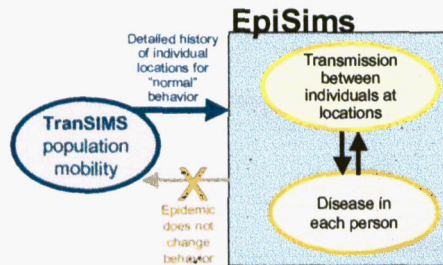 EpiSims
Detailed history
of individual
locations for
"normal"
behavior
Transmission
between
individuals at
locations
TranSIMS
population
mobility
Disease in
each person
Epidemic
does not
change
behavior